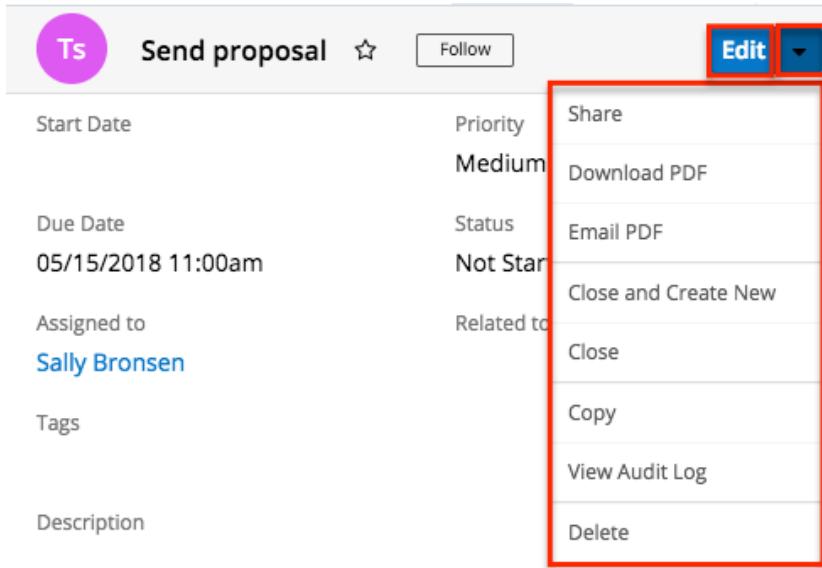 Ts Send proposal Follow Edit
Start Date
Priority
Medium
Due Date
05/15/2018 11:00am
Status
Not Star
Assigned to
Sally Bronsen
Related to
Tags
Description
Share
Download PDF
Email PDF
Close and Create New
Close
Copy
View Audit Log
Delete